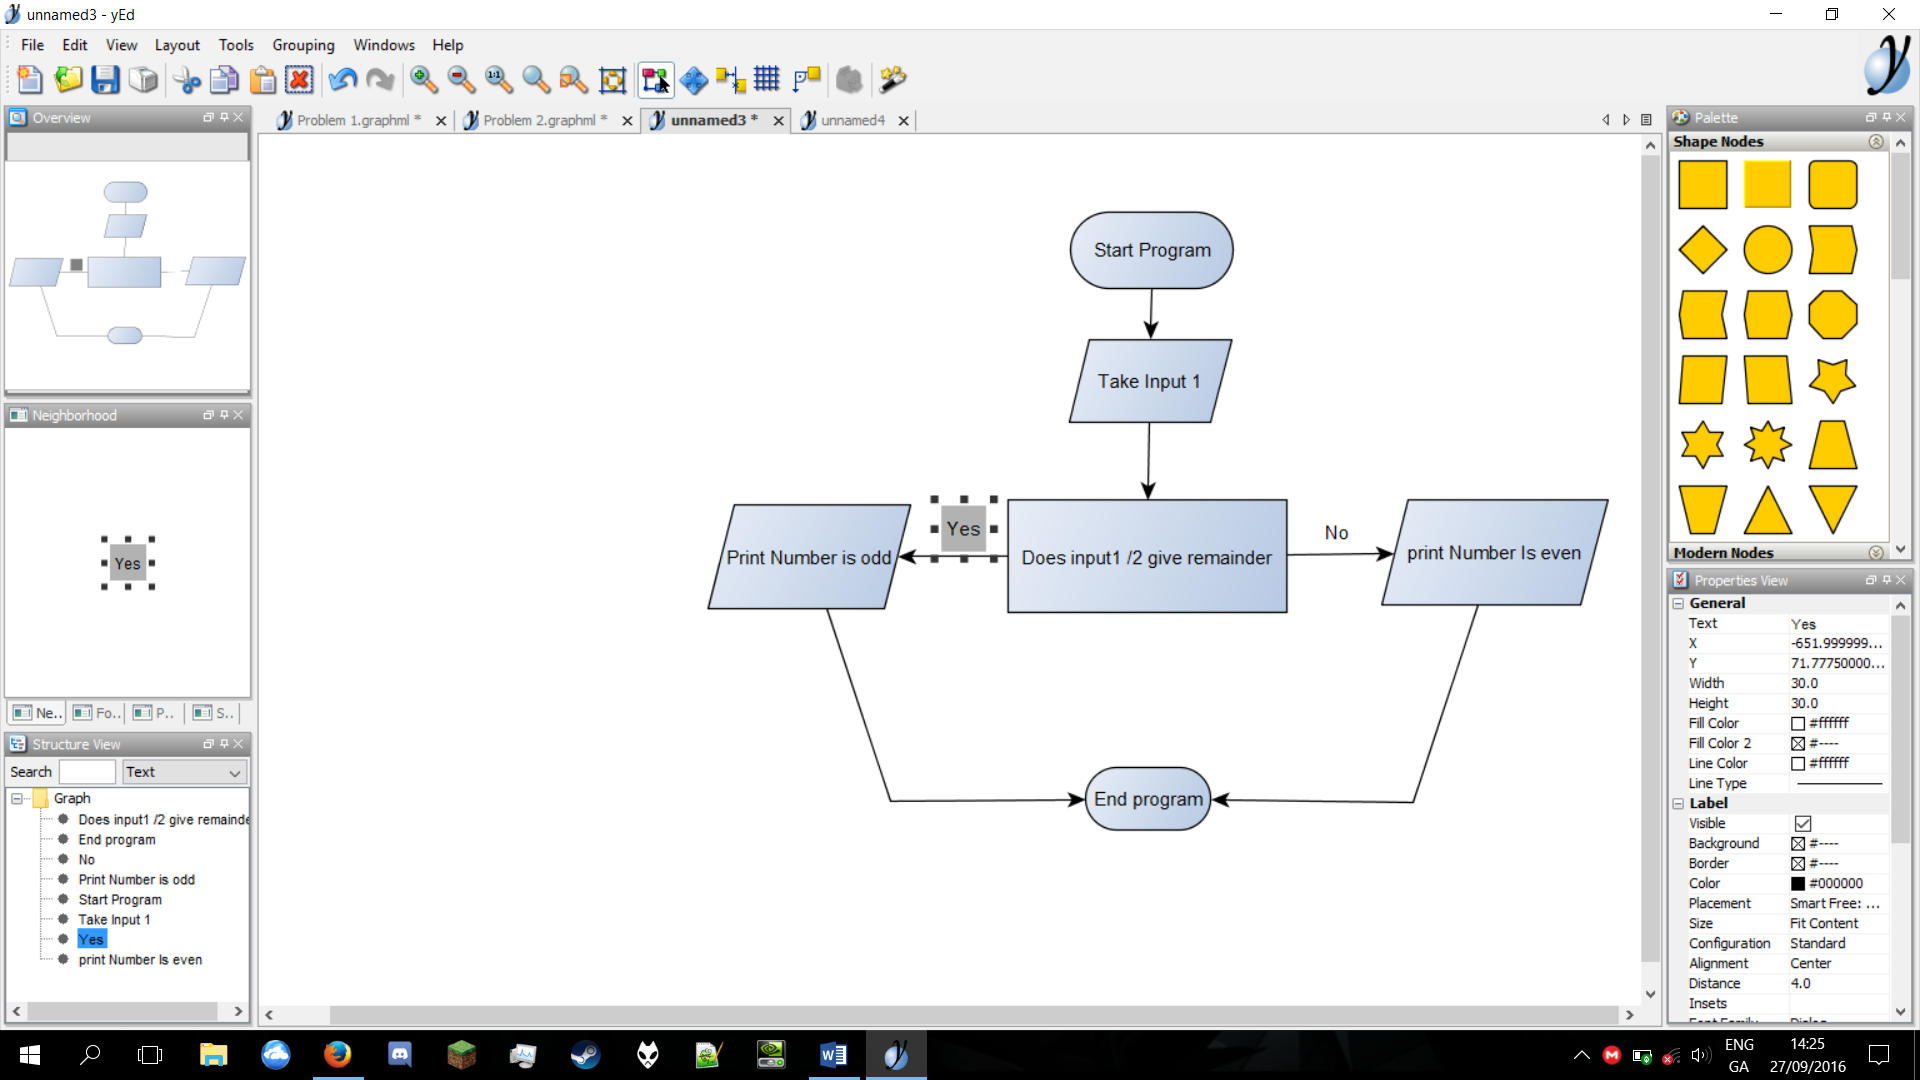 unnamed3 - yEd
File Edit View Layout Tools Grouping Windows Help
1:1
Overview
Problem 1.graphml *
Problem 2.graphml *
unnamed3 *
unnamed4
Palette
Shape Nodes
Modern Nodes
Start Program
Take Input 1
Yes
No
Print Number is odd
Does input1 /2 give remainder
print Number Is even
End program
Neighborhood
Yes
Ne..
Fo..
P..
S..
Structure View
Search
Text
Graph
Does input1 /2 give remainde
End program
No
Print Number is odd
Start Program
Take Input 1
Yes
print Number Is even
Properties View
General
Text Yes
X -651.999999...
Y 71.77750000...
Width 30.0
Height 30.0
Fill Color #ffffff
Fill Color 2 #----
Line Color #ffffff
Line Type
Label
Visible
Background #----
Border #----
Color #000000
Placement Smart Free: ...
Size Fit Content
Configuration Standard
Alignment Center
Distance 4.0
Insets
Font Family Dialog
ENG
GA
14:25
27/09/2016